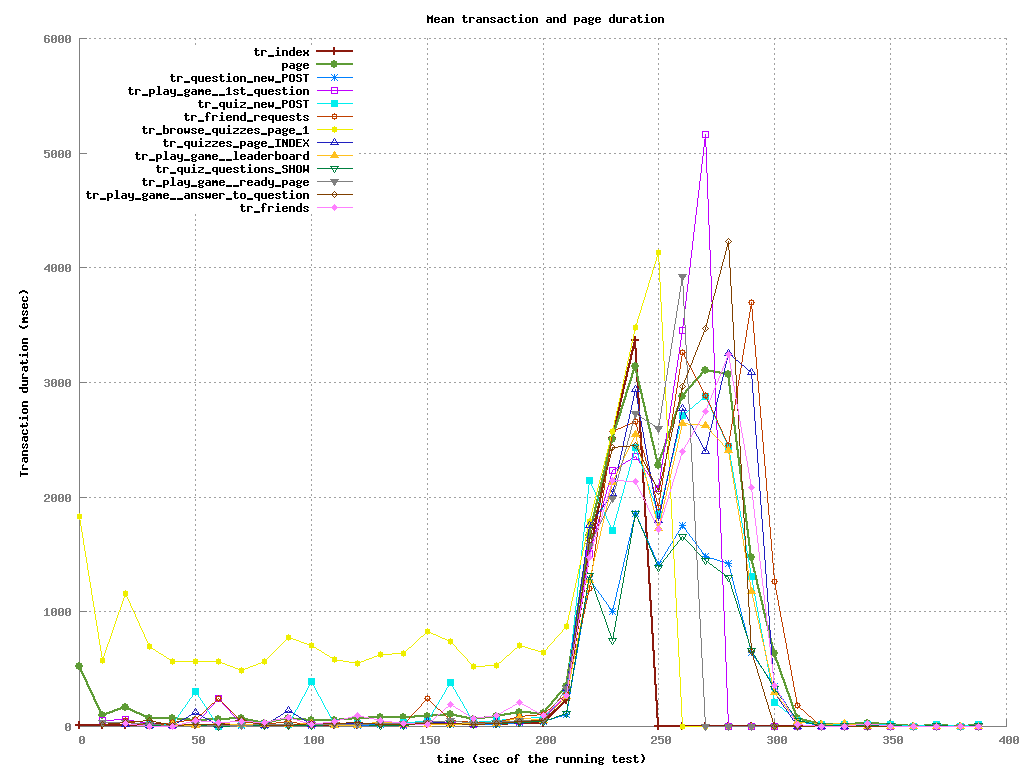 Mean transaction and page duration
6000
5000
4000
3000
2000
1000
0
Transaction duration (msec)
tr_index
page
tr_question_new_POST
tr_play_game__1st_question
tr_quiz_new_POST
tr_friend_requests
tr_browse_quizzes_page_1
tr_quizzes_page_INDEX
tr_play_game__leaderboard
tr_quiz_questions_SHOW
tr_play_game__ready_page
tr_play_game__answer_to_question
tr_friends
0 50 100 150 200 250 300 350 400
time (sec of the running test)